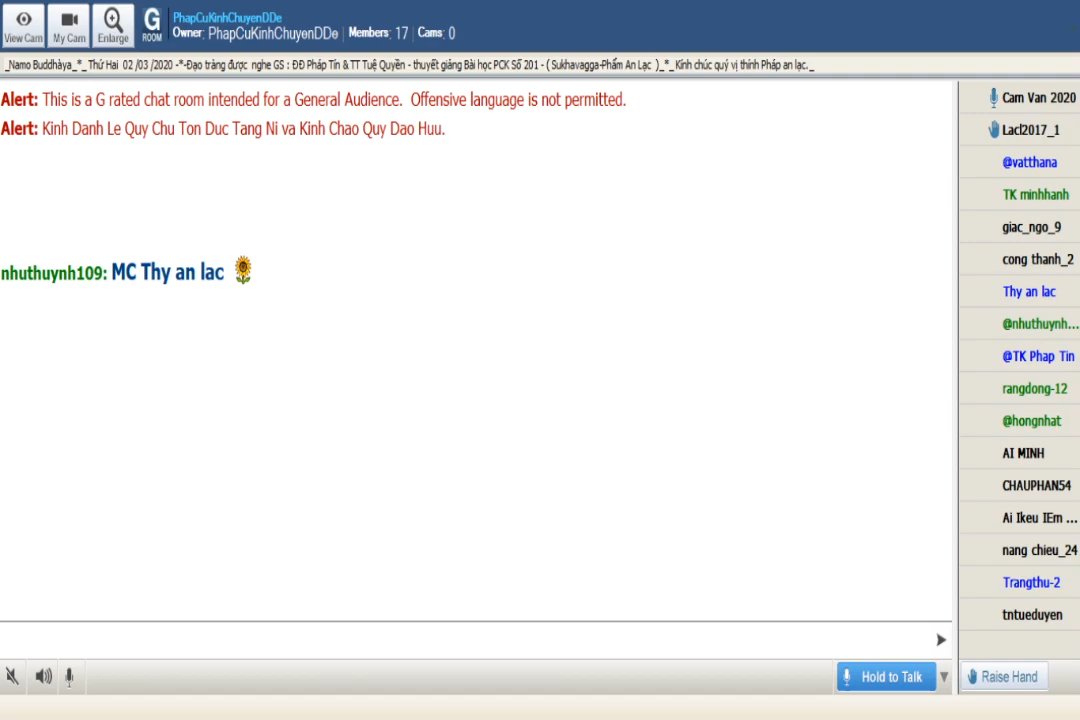 View Cam
My Cam
Enlarge
G
ROOM
PhapCuKinhChuyenDDe
Owner: PhapCuKinhChuyenDDe | Members: 17 | Cams: 0
_Namo Buddhàya_*_ Thứ Hai 02 /03 /2020 -*-Đạo tràng được nghe GS : ĐĐ Pháp Tín & TT Tuệ Quyền - thuyết giảng Bài học PCK Số 201 - ( Sukhavagga-Phẩm An Lạc )_*_Kính chúc quý vị thính Pháp an lạc._
Alert: This is a G rated chat room intended for a General Audience. Offensive language is not permitted.
Alert: Kinh Danh Le Quy Chu Ton Duc Tang Ni va Kinh Chao Quy Dao Huu.
nhuthuynh109: MC Thy an lac
Cam Van 2020
Lacl2017_1
@vatthana
TK minhhanh
giac_ngo_9
cong thanh_2
Thy an lac
@nhuthuynh...
@TK Phap Tin
rangdong-12
@hongnhat
AI MINH
CHAUPHAN54
Ai Ikeu IEm ...
nang chieu_24
Trangthu-2
tntueduyen
Hold to Talk
Raise Hand